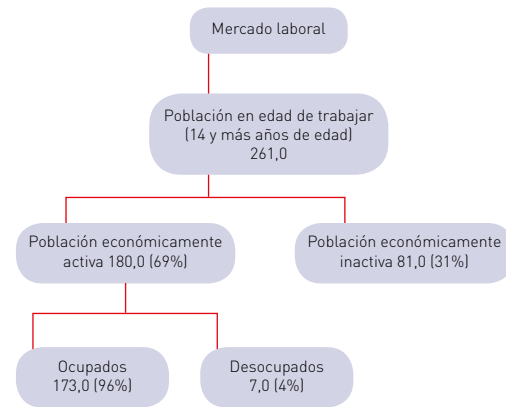 Mercado laboral
Población en edad de trabajar
(14 y más años de edad)
261,0
Población económicamente
activa 180,0 (69%)
Población económicamente
inactiva 81,0 (31%)
Ocupados
173,0 (96%)
Desocupados
7,0 (4%)